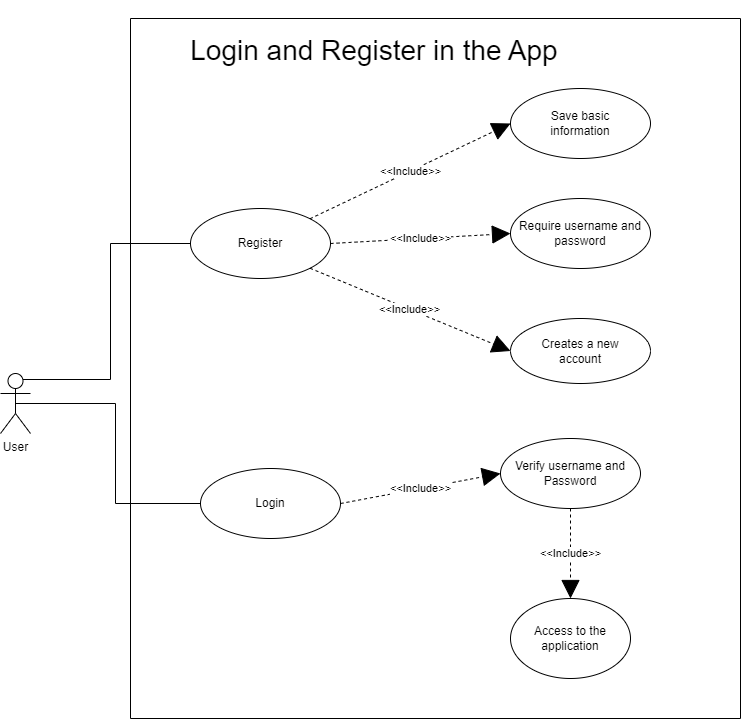 Login and Register in the App
Save basic
information
<<Include>>
Require username and
password
<<Include>>
Register
<<Include>>
Creates a new
account
User
Verify username and
Password
<<Include>>
Login
<<Include>>
Access to the
application